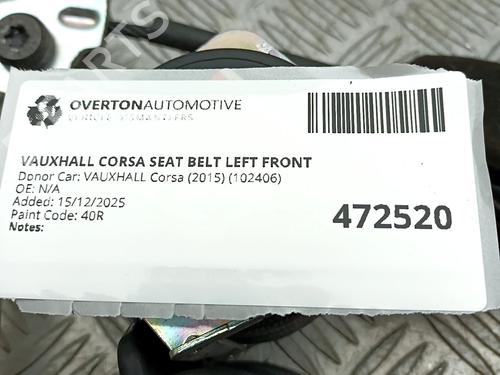 OVERTONAUTOMOTIVE
VEHICLE DISMANTLERS
VAUXHALL CORSA SEAT BELT LEFT FRONT
Donor Car: VAUXHALL Corsa (2015) (102406)
OE: N/A
Added: 15/12/2025
Paint Code: 40R
Notes:
472520